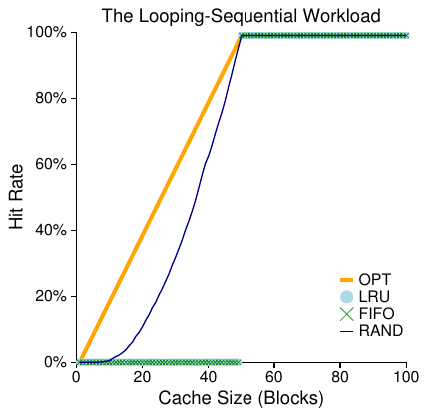 The Looping-Sequential Workload
100%
80%
60%
40%
20%
0%
Hit Rate
OPT
LRU
FIFO
RAND
0 20 40 60 80 100
Cache Size (Blocks)